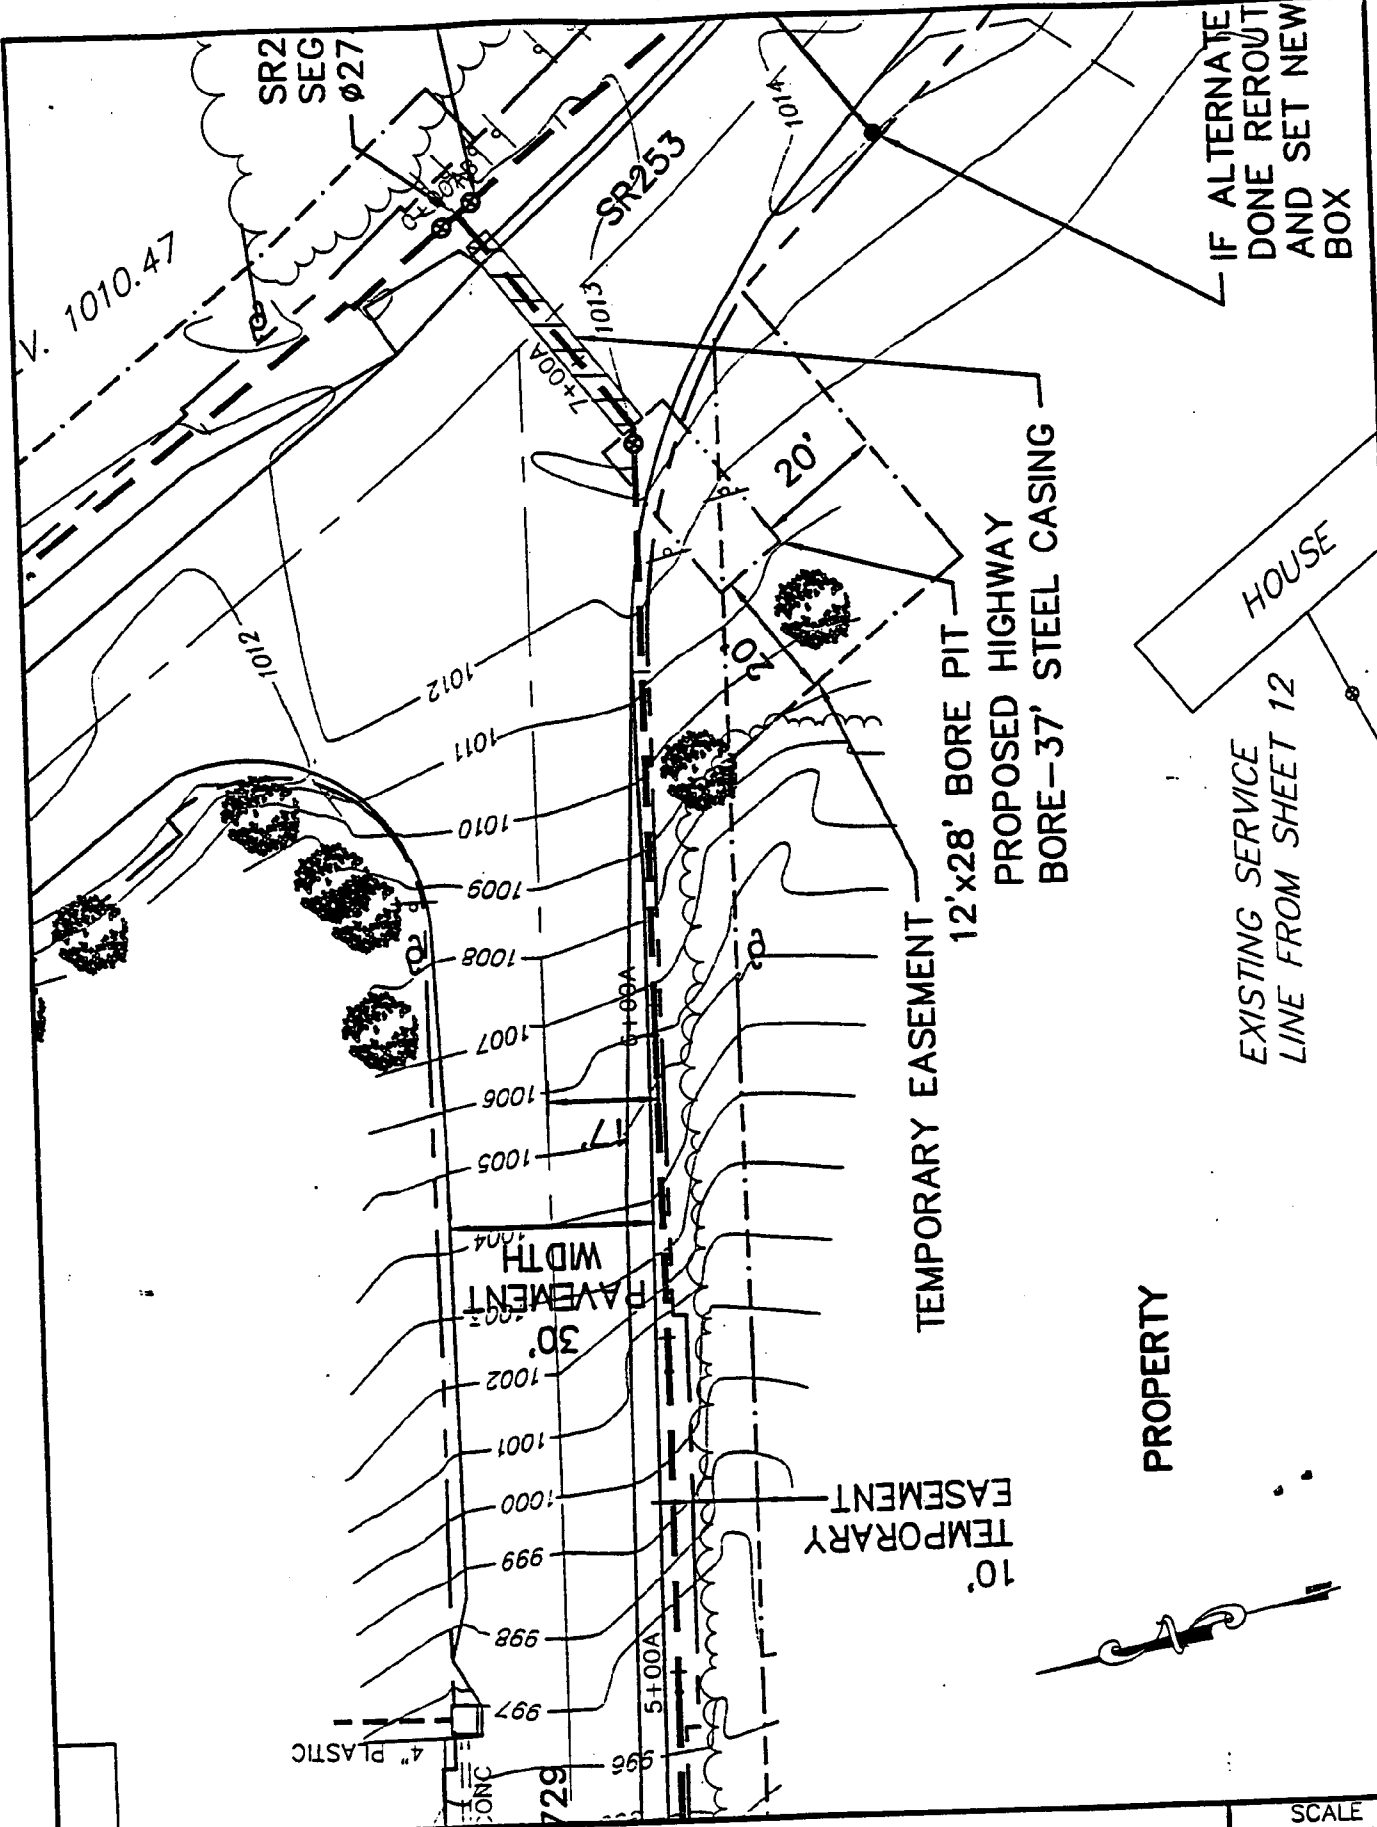 SR2
SEG
ø27
V. 1010.47
SR253
1014
1013
7+00A
IF ALTERNATE
DONE REROUT
AND SET NEW
BOX
20'
20'
12'x28' BORE PIT
PROPOSED HIGHWAY
BORE-37' STEEL CASING
HOUSE
EXISTING SERVICE
LINE FROM SHEET 12
TEMPORARY EASEMENT
1012
1012
1011
1010
1009
1008
1007
1006
1005
1004
1003
1002
1001
1000
999
998
997
996
6+00A
17'
30'
PAVEMENT
WIDTH
10'
TEMPORARY
EASEMENT
PROPERTY
5+00A
4" PLASTIC
CONC
729
N
SCALE